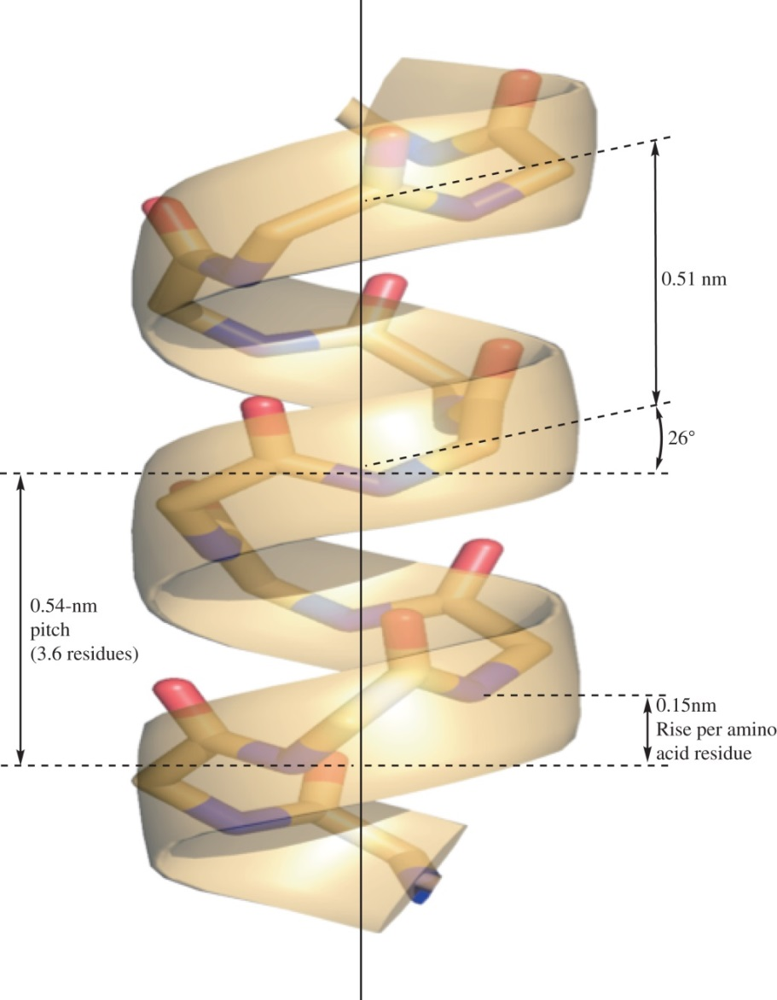 0.51 nm
26°
0.54-nm
pitch
(3.6 residues)
0.15nm
Rise per amino
acid residue